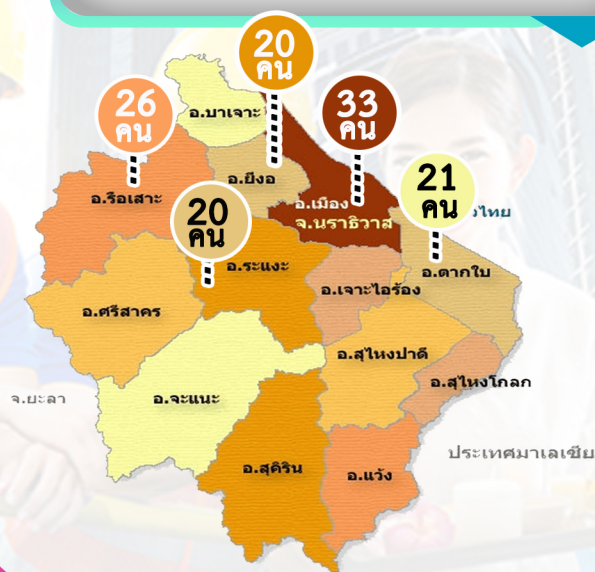 20
คน
26
คน
33
คน
อ.บาเจาะ
อ.ยี่งอ
อ.รือเสาะ
21
คน
อ.เมือง
จ.นราธิวาส
20
คน
วไทย
อ.ระแงะ
อ.ตากใบ
อ.เจาะไอร้อง
อ.ศรีสาคร
อ.สุไหงปาดี
อ.สุไหงโกลก
จ.ยะลา
อ.จะแนะ
ประเทศมาเลเซีย
อ.สุคิริน
อ.แว้ง